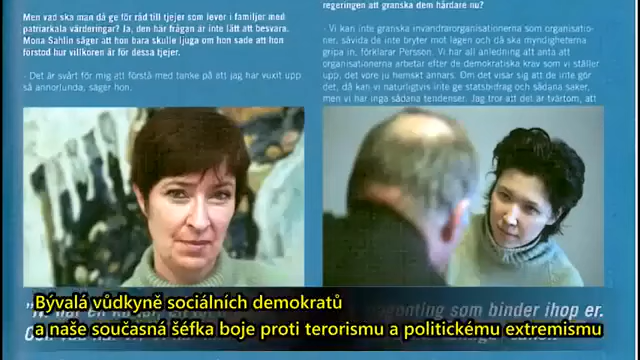 Men vad ska man då ge för råd till tjejer som lever i familjer med
patriarkala värderingar? Ja, den här frågan är inte lätt att besvara.
Mona Sahlin säger att hon bara skulle ljuga om hon sade att hon
förstod hur villkoren är för dessa tjejer.
- Det är svårt för mig att förstå med tanke på att jag har vuxit upp
så annorlunda, säger hon.
regeringen att granska dem hårdare nu?
- Vi kan inte granska invandrarorganisationerna som organisatio-
ner, såvida de inte bryter mot lagen och då ska myndigheterna
gripa in, förklarar Person. Vi har all anledning att anta att
organisationerna arbetar efter de demokratiska krav som vi ställer
upp, det vore ju hemskt annars. Om det visar sig att de inte gör
det, då kan vi naturligtvis inte ge statsbidrag och sådana saker,
men vi har inga sådana tendenser. Jag tror att det är tvärtom, att
som binder ihop er.
Bývalá vůdkyně sociálních demokratů
a naše současná šéfka boje proti terorismu a politickému extremismu